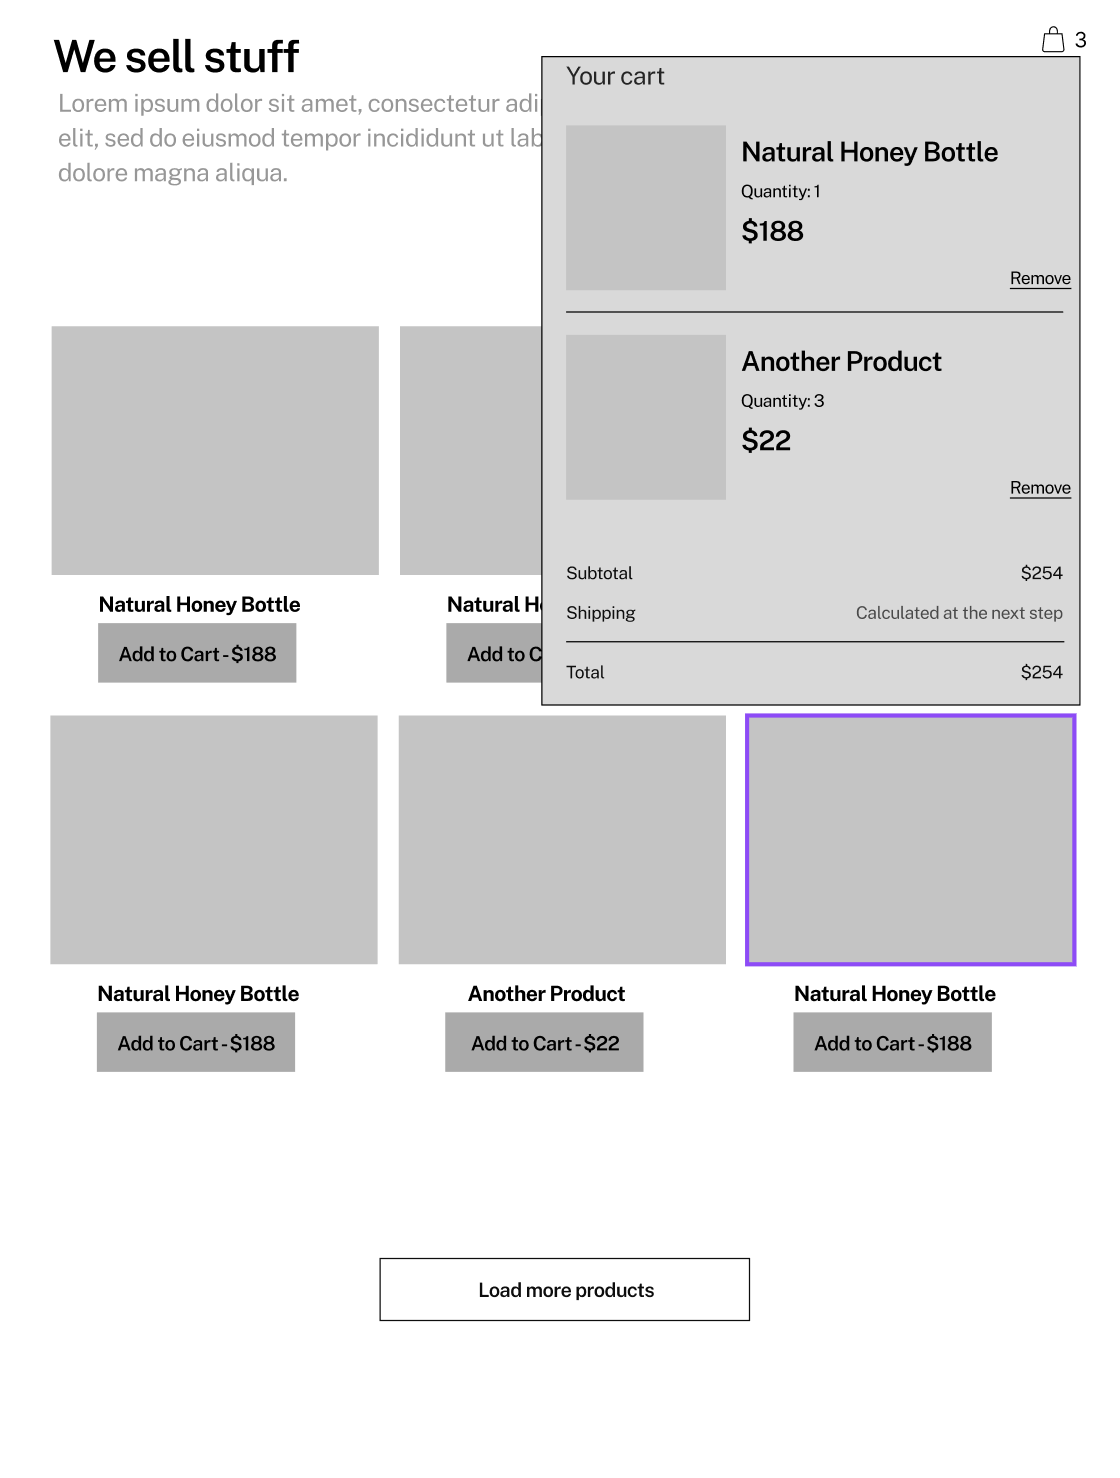 We sell stuff
3
Lorem ipsum dolor sit amet, consectetur adi
elit, sed do eiusmod tempor incididunt ut lab
dolore magna aliqua.
Your cart
Natural Honey Bottle
Quantity: 1
$188
Remove
Another Product
Quantity: 3
$22
Remove
Subtotal
$254
Shipping
Calculated at the next step
Total
$254
Natural Honey Bottle
Add to Cart - $188
Natural H
Add to C
Natural Honey Bottle
Add to Cart - $188
Another Product
Add to Cart - $22
Natural Honey Bottle
Add to Cart - $188
Load more products